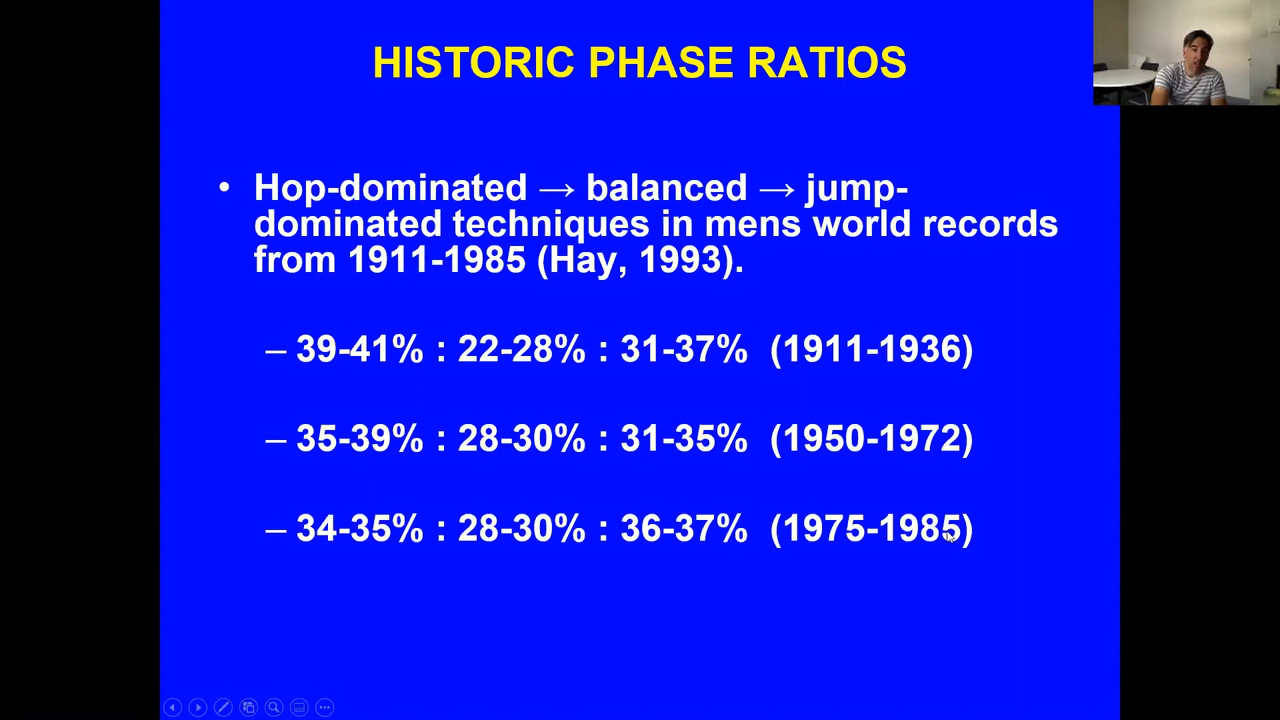 HISTORIC PHASE RATIOS
• Hop-dominated → balanced → jump-
dominated techniques in mens world records
from 1911-1985 (Hay, 1993).
– 39-41% : 22-28% : 31-37% (1911-1936)
– 35-39% : 28-30% : 31-35% (1950-1972)
– 34-35% : 28-30% : 36-37% (1975-1985)